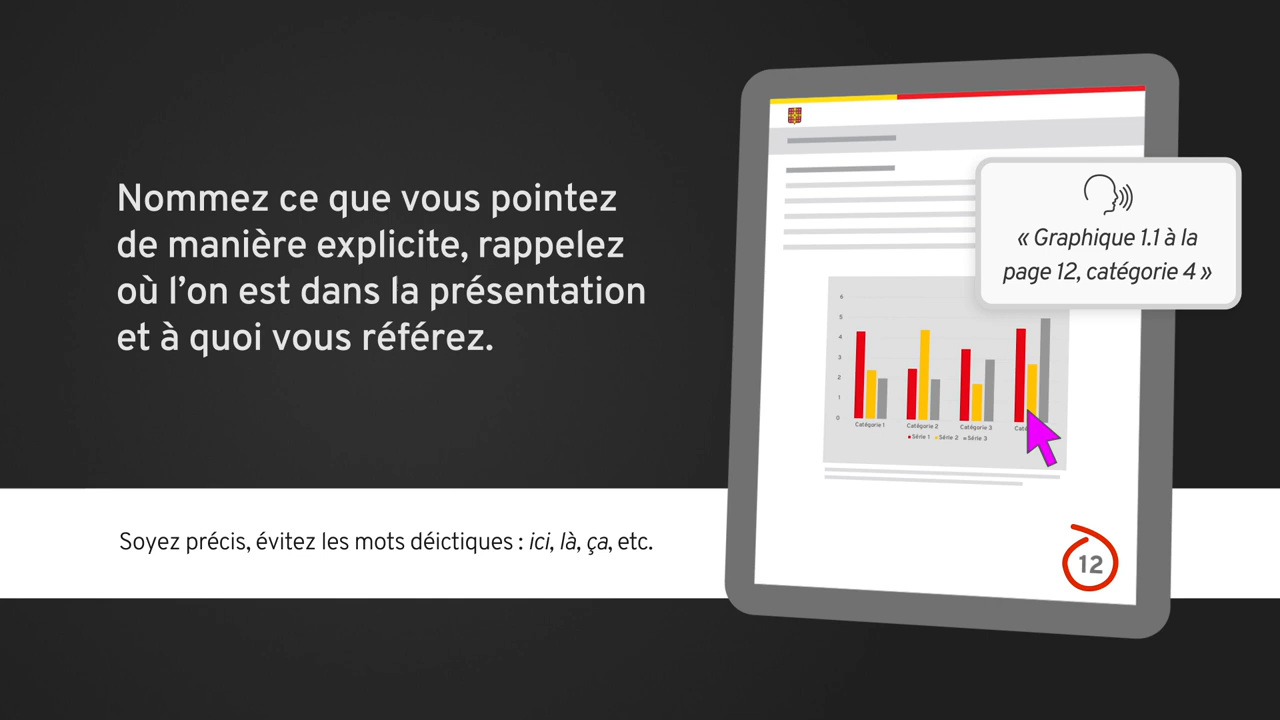 Nommez ce que vous pointez
de manière explicite, rappelez
où l’on est dans la présentation
et à quoi vous référez.
Soyez précis, évitez les mots déictiques : ici, là, ça, etc.
« Graphique 1.1 à la
page 12, catégorie 4 »
6
5
4
3
2
1
0
Catégorie 1 Catégorie 2 Catégorie 3
Série 1 Série 2 Série 3
12